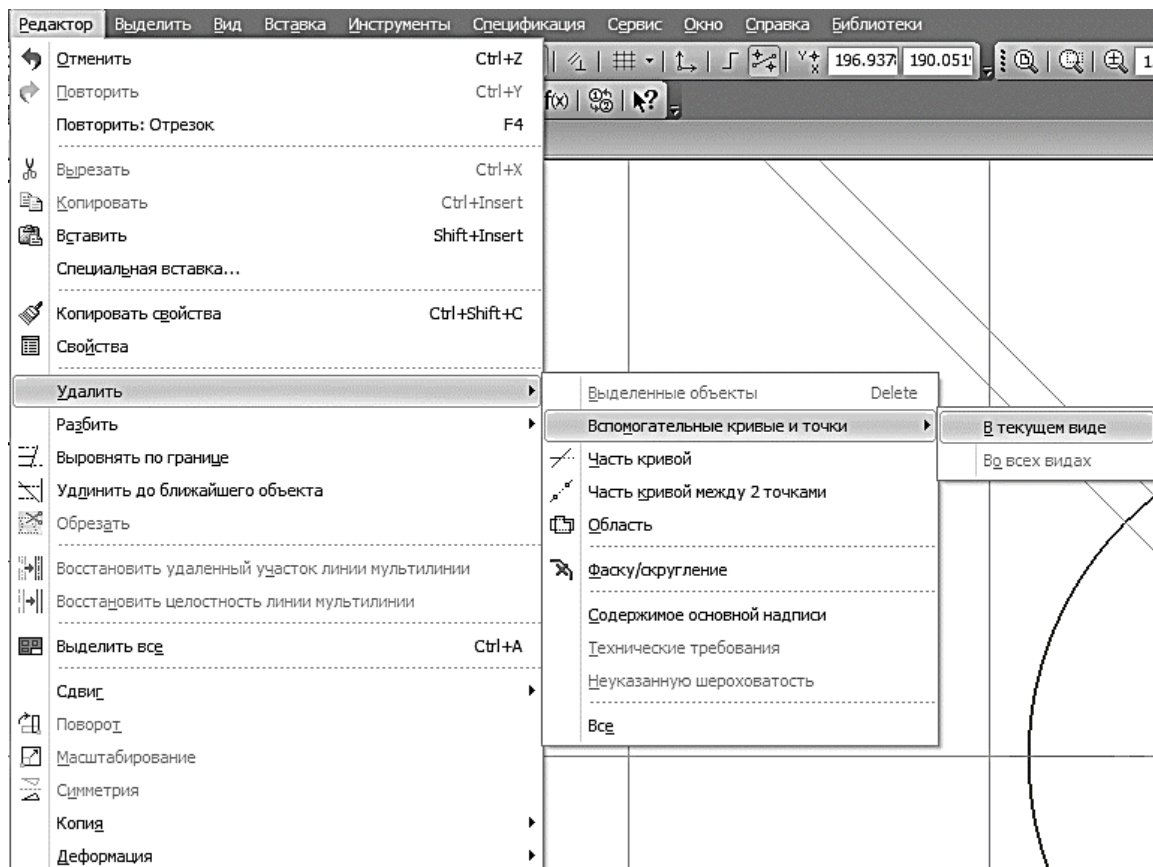 Редактор Выделить Вид Вставка Инструменты Спецификация Сервис Окно Справка Библиотеки
Отменить Ctrl+Z
196.937 190.051
Повторить Ctrl+Y
f(x)
Повторить: Отрезок F4
Вырезать Ctrl+X
Копировать Ctrl+Insert
Вставить Shift+Insert
Специальная вставка...
Копировать свойства Ctrl+Shift+C
Свойства
Удалить
Разбить
Выровнять по границе
Удлинить до ближайшего объекта
Обрезать
Восстановить удаленный участок линии мультилинии
Восстановить целостность линии мультилинии
Выделить все Ctrl+A
Сдвиг
Поворот
Масштабирование
Симметрия
Копия
Деформация
Выделенные объекты Delete
Вспомогательные кривые и точки
Часть кривой
Часть кривой между 2 точками
Область
Фаску/скругление
Содержимое основной надписи
Технические требования
Неуказанную шероховатость
Все
В текущем виде
Во всех видах